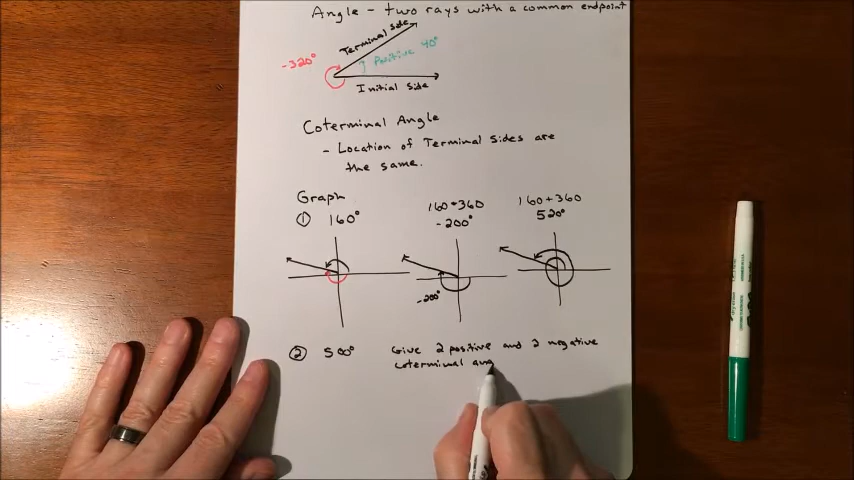 Angle - two rays with a common endpoint
Terminal side
-320°
Positive 40°
Initial side
Coterminal Angle
- Location of Terminal Sides are
the same.
Graph
① 160°
160-360
-200°
160+360
520°
-200°
② 500°
Give 2 positive and 2 negative
coterminal ang